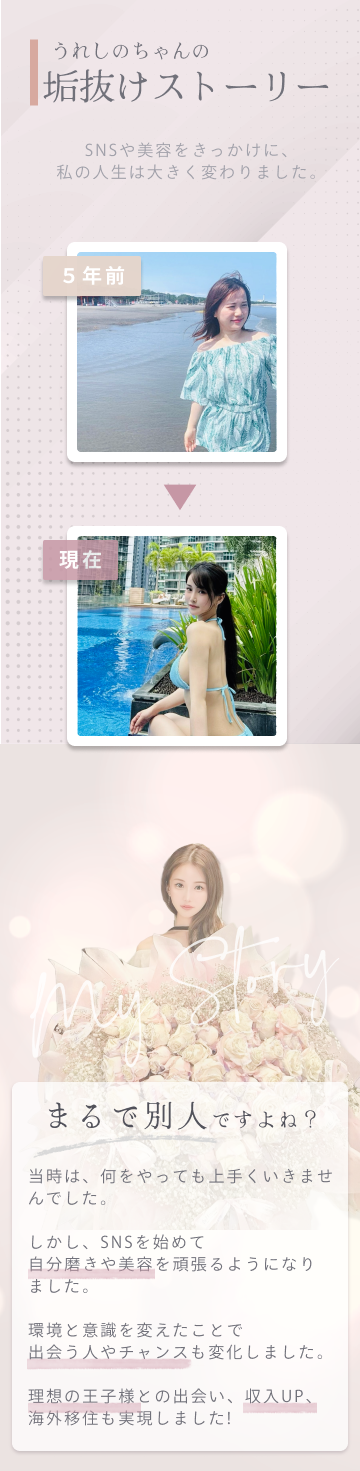 うれしのちゃんの
垢抜けストーリー
SNSや美容をきっかけに、
私の人生は大きく変わりました。
５年前
現在
My Story
まるで別人ですよね？
当時は、何をやっても上手くいきませ
んでした。
しかし、SNSを始めて
自分磨きや美容を頑張るようになり
ました。
環境と意識を変えたことで
出会う人やチャンスも変化しました。
理想の王子様との出会い、収入UP、
海外移住も実現しました!